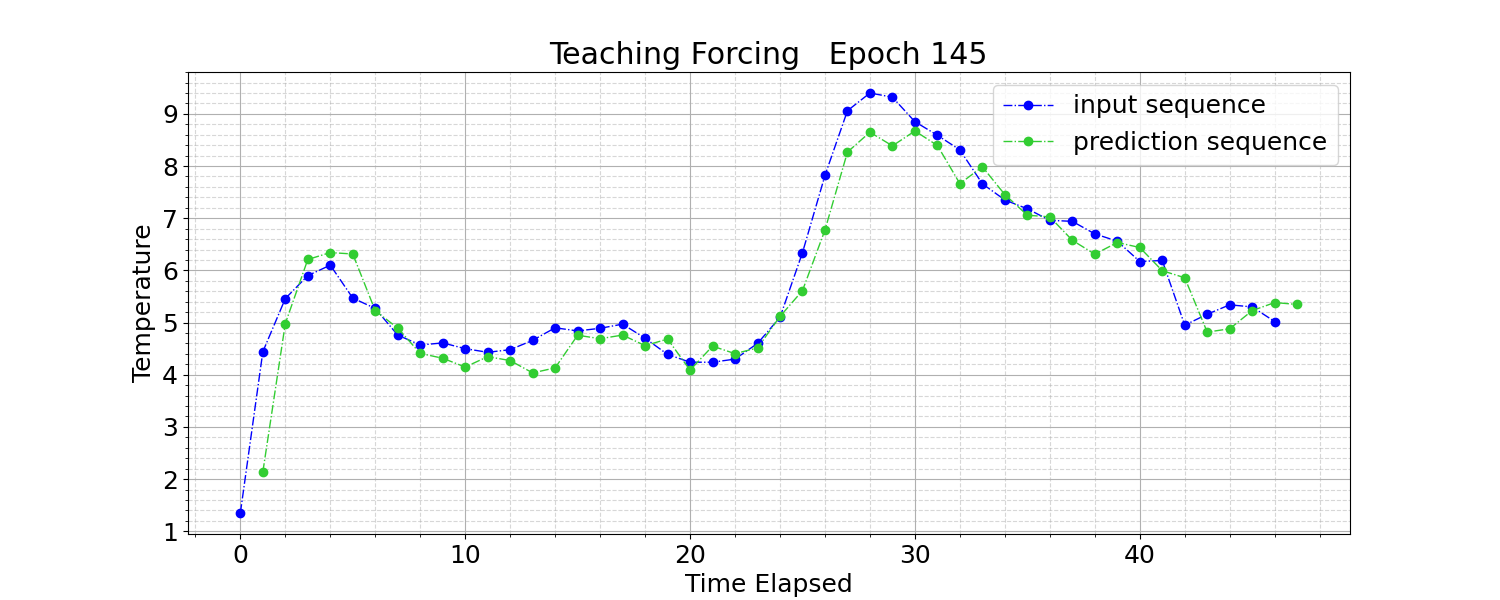 Teaching Forcing   Epoch 145
input sequence
prediction sequence
Temperature
9
8
7
6
5
4
3
2
1
0 10 20 30 40
Time Elapsed